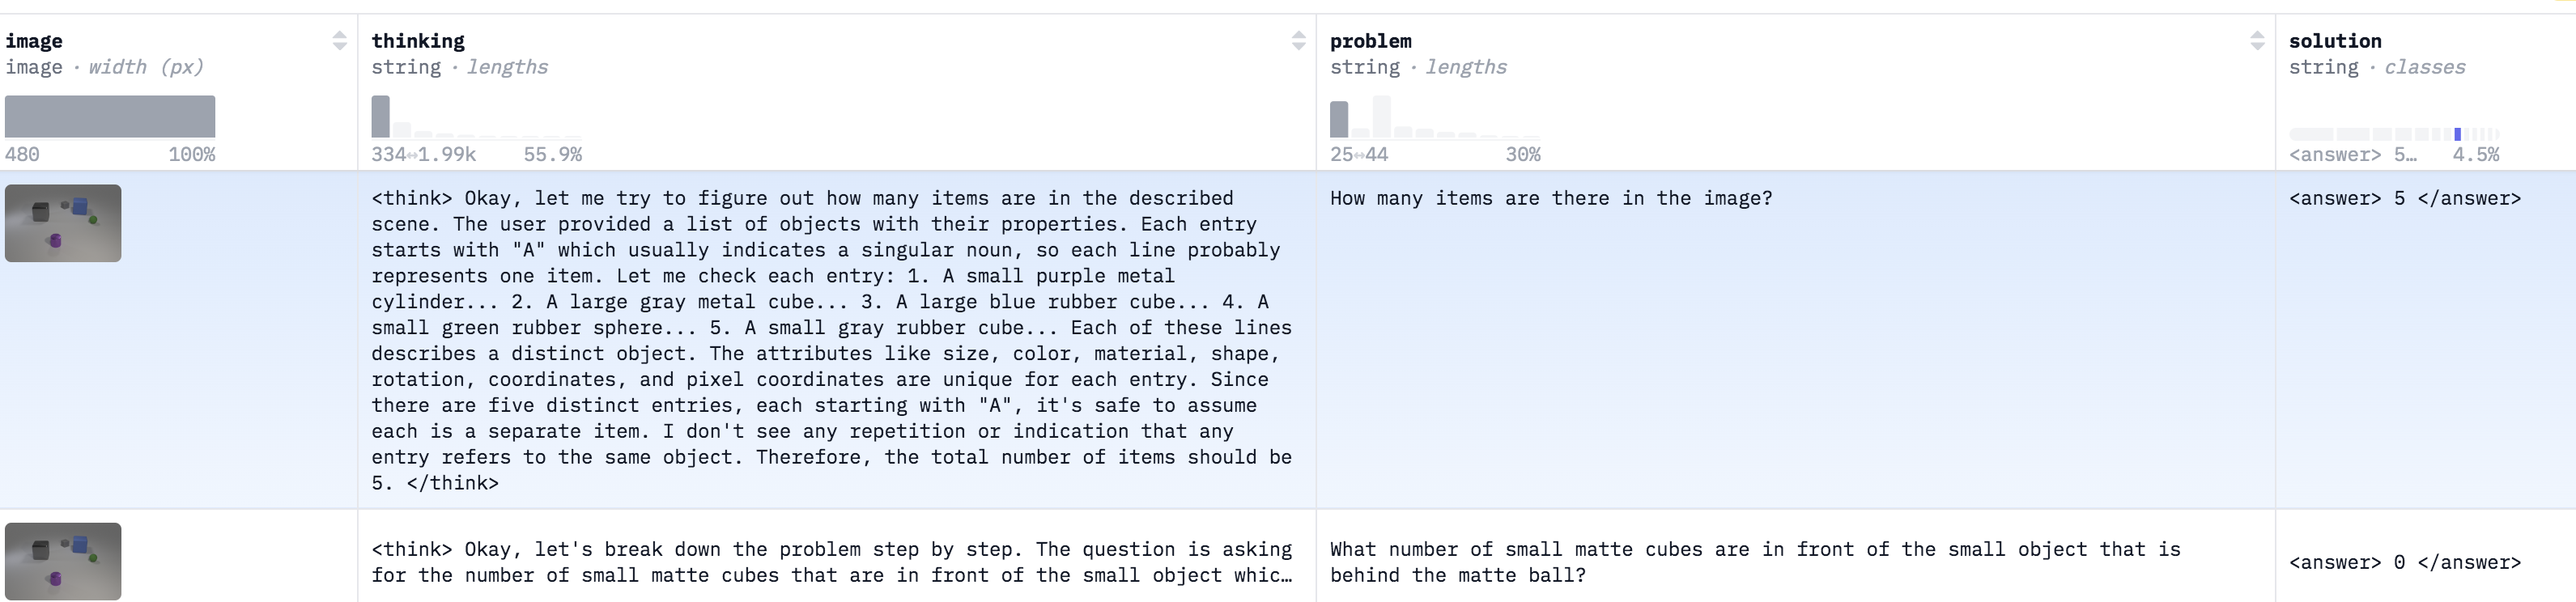 image
image · width (px)
480 100%
thinking
string · lengths
334↔1.99k 55.9%
problem
string · lengths
25↔44 30%
solution
string · classes
<answer> 5… 4.5%
<think> Okay, let me try to figure out how many items are in the described
scene. The user provided a list of objects with their properties. Each entry
starts with "A" which usually indicates a singular noun, so each line probably
represents one item. Let me check each entry: 1. A small purple metal
cylinder... 2. A large gray metal cube... 3. A large blue rubber cube... 4. A
small green rubber sphere... 5. A small gray rubber cube... Each of these lines
describes a distinct object. The attributes like size, color, material, shape,
rotation, coordinates, and pixel coordinates are unique for each entry. Since
there are five distinct entries, each starting with "A", it's safe to assume
each is a separate item. I don't see any repetition or indication that any
entry refers to the same object. Therefore, the total number of items should be
5. </think>
How many items are there in the image?
<answer> 5 </answer>
<think> Okay, let's break down the problem step by step. The question is asking
for the number of small matte cubes that are in front of the small object whic…
What number of small matte cubes are in front of the small object that is
behind the matte ball?
<answer> 0 </answer>